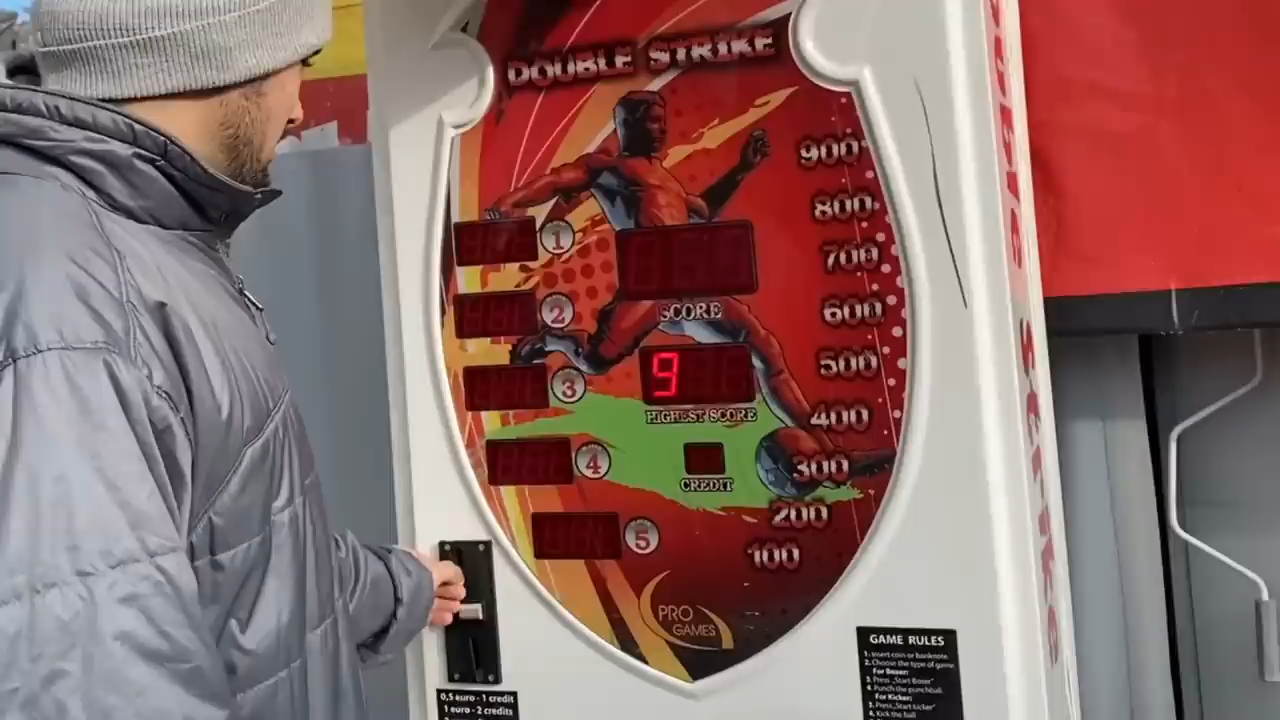 DOUBLE STRIKE
900
800
1
700
2
SCORE
600
3
9
500
HIGHEST SCORE
400
4
300
CREDIT
200
5
100
PRO
GAMES
0,5 euro - 1 credit
1 euro - 2 credits
GAME RULES
1. Insert coin or banknote
2. Choose the type of game
For Boxer:
3. Press „Start Boxer"
4. Punch the punchball
For Kicker:
3. Press „Start kicker"
4. Kick the ball
Strike